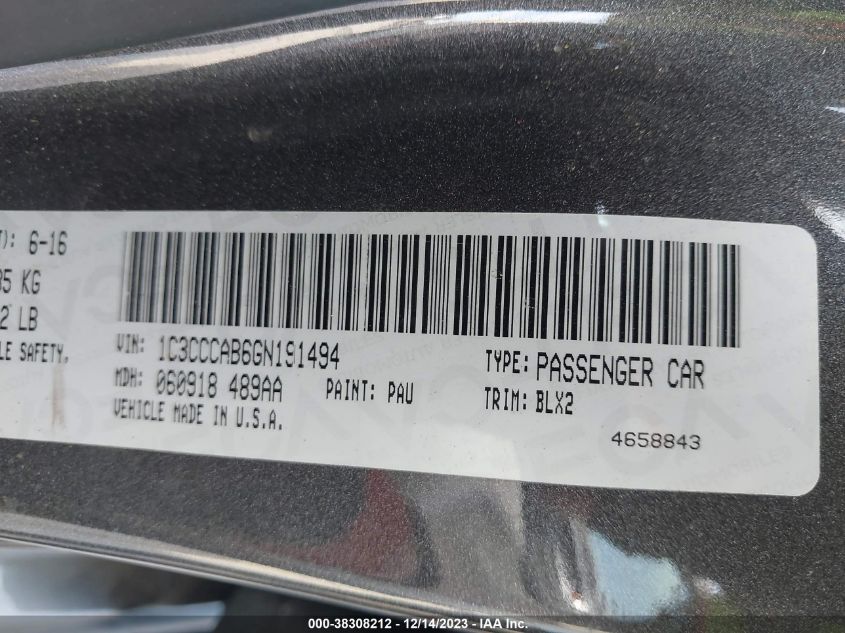 T): 6-16
05 KG
2 LB
LE SAFETY,
VIN: 1C3CCCAB6GN191494
TYPE: PASSENGER CAR
MDH: 060918 489AA
PAINT: PAU
TRIM: BLX2
VEHICLE MADE IN U.S.A.
4658843
000-38308212 - 12/14/2023 - IAA Inc.